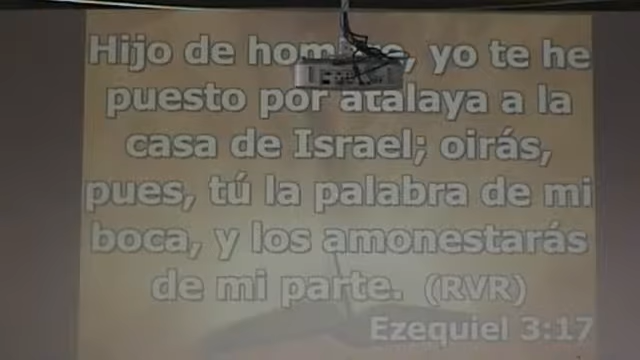 Hijo de hombre, yo te he
puesto por atalaya a la
casa de Israel; oirás,
pues, tú la palabra de mi
boca, y los amonestarás
de mi parte. (RVR)
Ezequiel 3:17